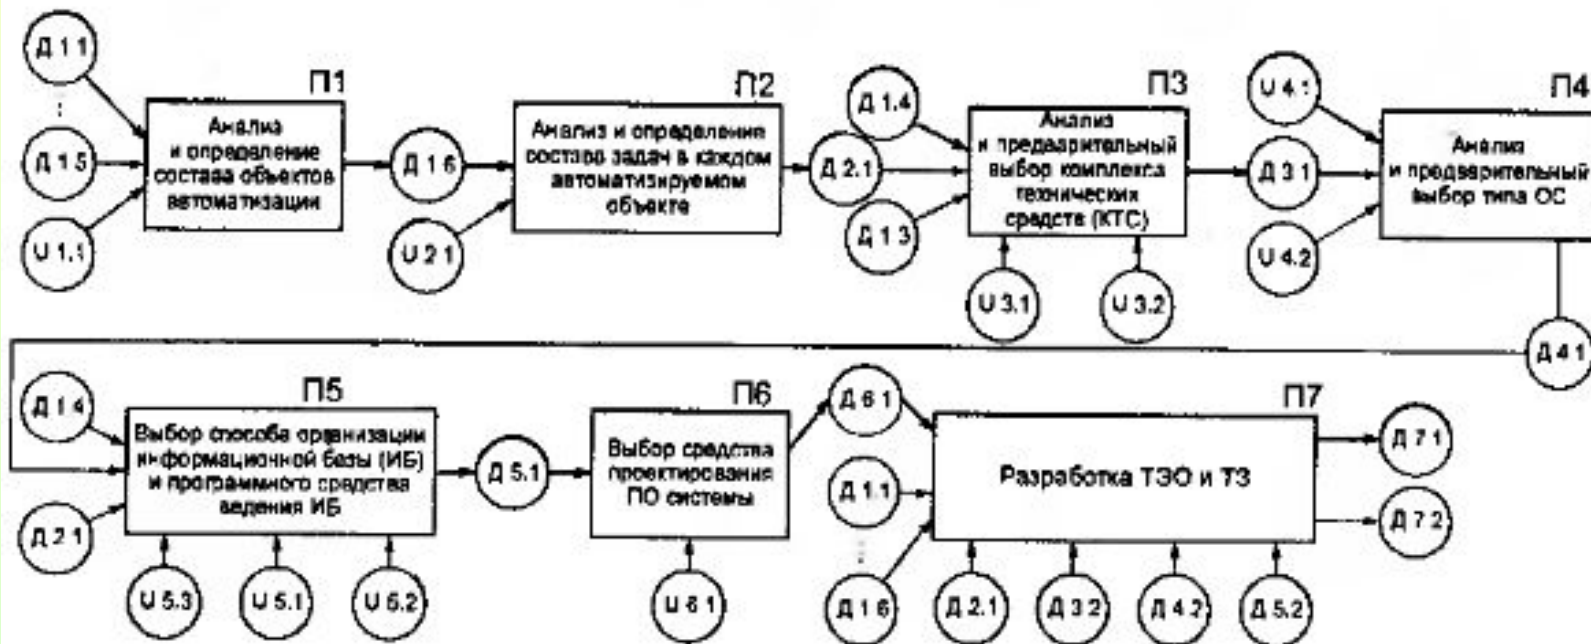 Д 1 1
П1
Д 1 5
Анализ
и определение
состава объектов
автоматизации
U 1.1
Д 1 6
U 2 1
П2
Анализ и определения
состава задач в каждом
автоматизируемом
объекте
Д 1.4
Д 2.1
Д 1 3
П3
Анализ
и предварительный
выбор комплекса
технических
средств (КТС)
U 3.1
U 3.2
U 4.1
Д 3 1
U 4.2
П4
Анализ
и предварительный
выбор типа ОС
Д 4 1
Д 1 4
Д 2 1
П5
Выбор способа организации
информационной базы (ИБ)
и программного средства
ведения ИБ
U 5.3
U 5.1
U 5.2
Д 5.1
П6
Выбор средства
проектирования
ПО системы
U 6 1
Д 6 1
Д 1.1
Д 1 6
П7
Разработка ТЭО и ТЗ
Д 2.1
Д 3 2
Д 4.2
Д 5.2
Д 7 1
Д 7 2